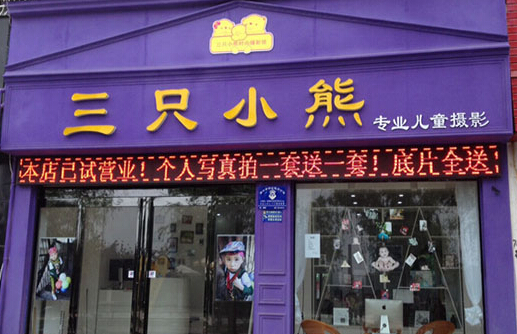 三只小熊
专业儿童摄影
本店已试营业!个人写真拍一套送一套!底片全送